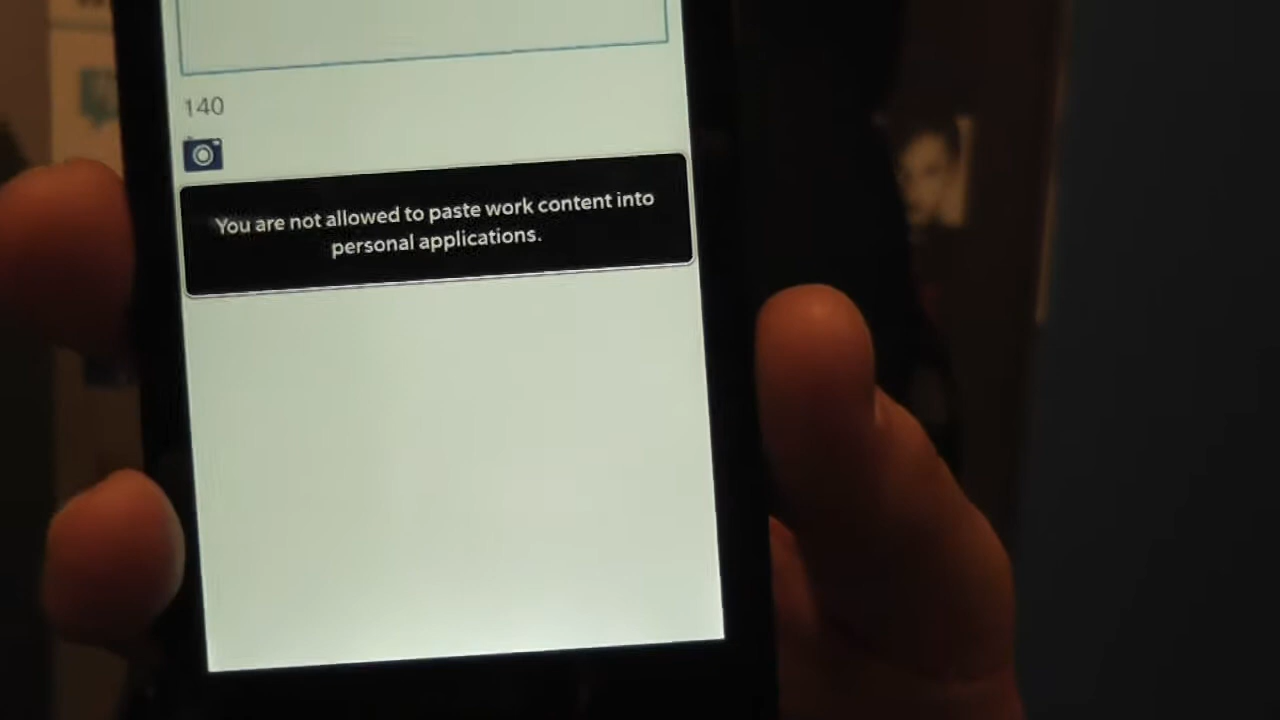 140
You are not allowed to paste work content into
personal applications.